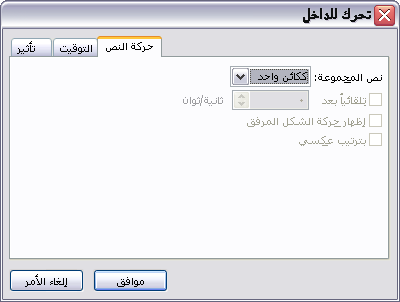 تحرك للداخل
تأثير التوقيت حركة النص
نص المجموعة: ككائن واحد
تلقائياً بعد ٠ ثانية/ثوان
إظهار حركة الشكل المرفق
بترتيب عكسي
موافق إلغاء الأمر